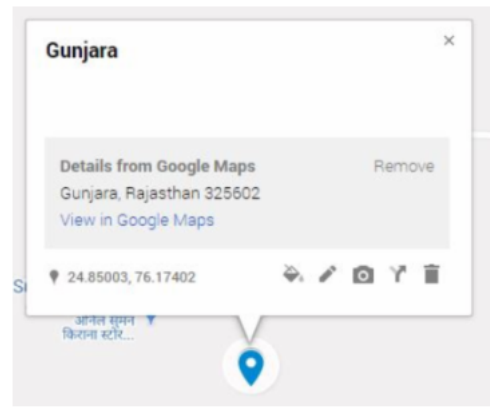 Gunjara
×
Details from Google Maps Remove
Gunjara, Rajasthan 325602
View in Google Maps
24.85003, 76.17402
S
अनिल सुमन
किराना स्टोर...